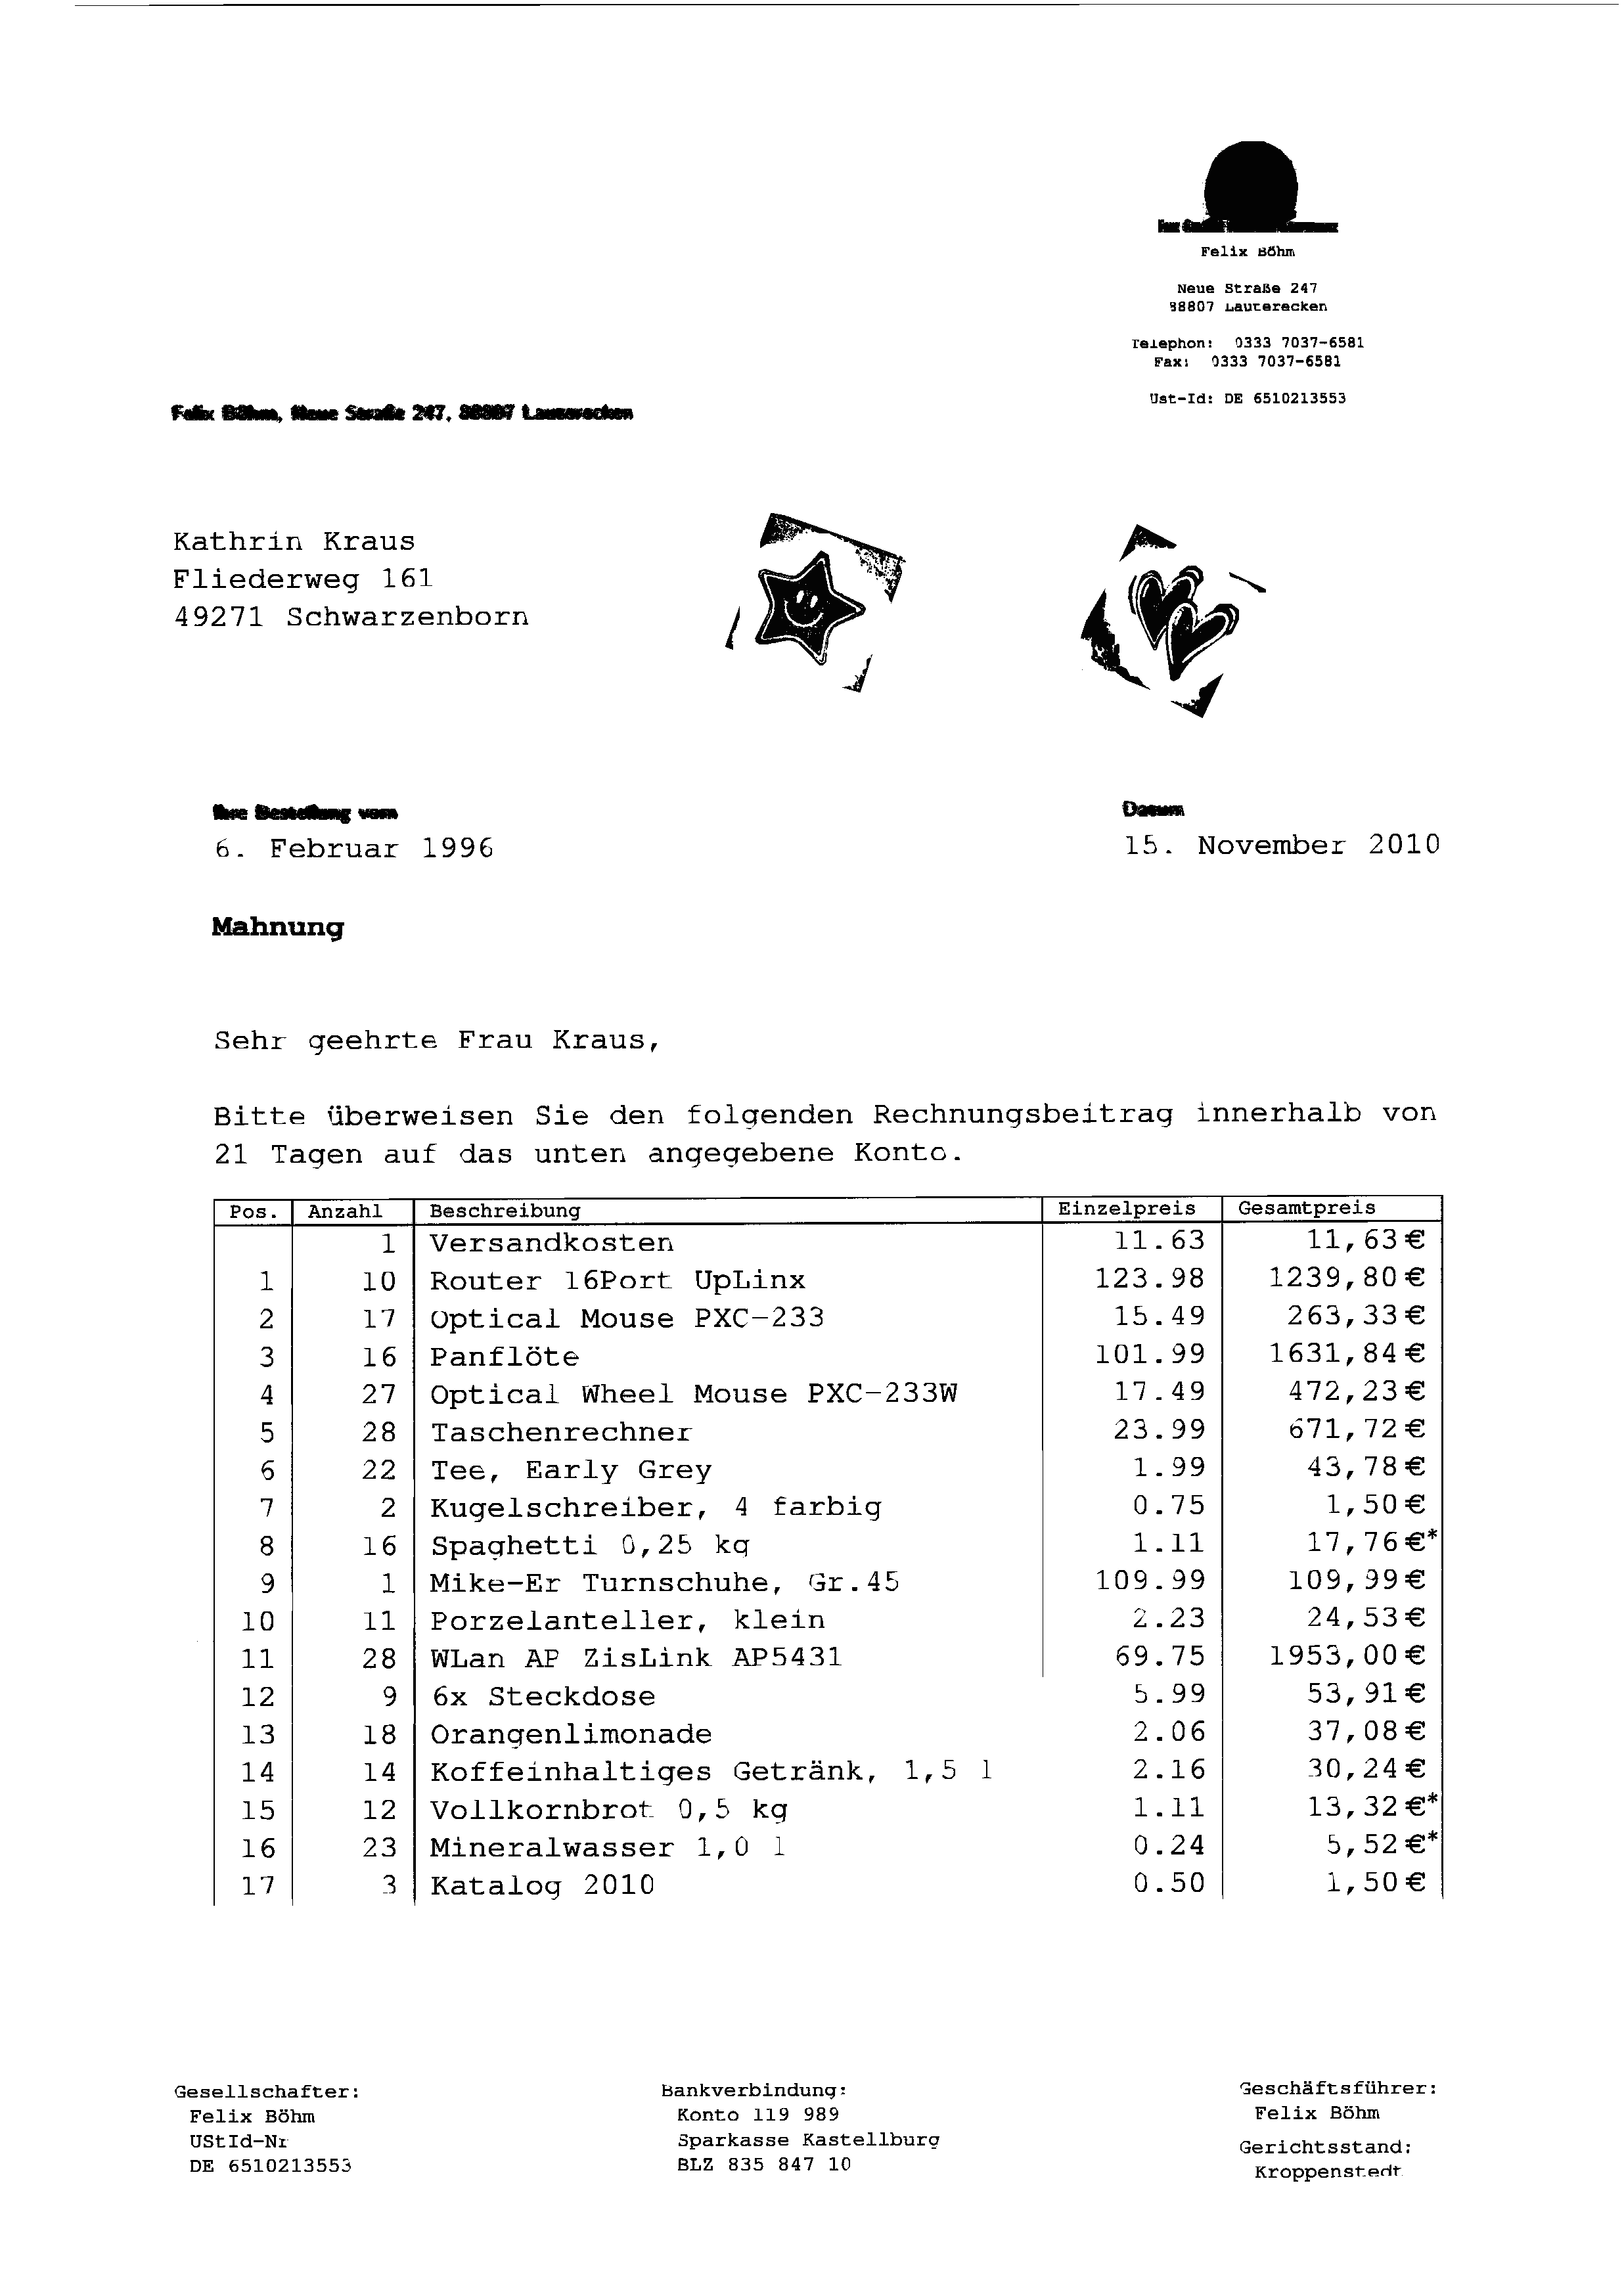 Felix Böhm
Neue Straße 247
88807 Lauterecken
Telephon: 0333 7037-6581
Fax: 0333 7037-6581
Ust-Id: DE 6510213553
Felix Böhm, Neue Straße 247, 88807 Lauterecken
Kathrin Kraus
Fliederweg 161
49271 Schwarzenborn
Ihre Bestellung vom
6. Februar 1996
Datum
15. November 2010
Mahnung
Sehr geehrte Frau Kraus,
Bitte überweisen Sie den folgenden Rechnungsbeitrag innerhalb von
21 Tagen auf das unten angegebene Konto.
Pos. Anzahl Beschreibung Einzelpreis Gesamtpreis
1 Versandkosten 11.63 11,63€
1 10 Router 16Port UpLinx 123.98 1239,80€
2 17 Optical Mouse PXC-233 15.49 263,33€
3 16 Panflöte 101.99 1631,84€
4 27 Optical Wheel Mouse PXC-233W 17.49 472,23€
5 28 Taschenrechner 23.99 671,72€
6 22 Tee, Early Grey 1.99 43,78€
7 2 Kugelschreiber, 4 farbig 0.75 1,50€
8 16 Spaghetti 0,25 kg 1.11 17,76€*
9 1 Mike-Er Turnschuhe, Gr.45 109.99 109,99€
10 11 Porzelanteller, klein 2.23 24,53€
11 28 WLan AP ZisLink AP5431 69.75 1953,00€
12 9 6x Steckdose 5.99 53,91€
13 18 Orangenlimonade 2.06 37,08€
14 14 Koffeinhaltiges Getränk, 1,5 l 2.16 30,24€
15 12 Vollkornbrot 0,5 kg 1.11 13,32€*
16 23 Mineralwasser 1,0 l 0.24 5,52€*
17 3 Katalog 2010 0.50 1,50€
Gesellschafter:
Felix Böhm
UStId-Nr
DE 6510213553
Bankverbindung:
Konto 119 989
Sparkasse Kastellburg
BLZ 835 847 10
Geschäftsführer:
Felix Böhm
Gerichtsstand:
Kroppenstedt